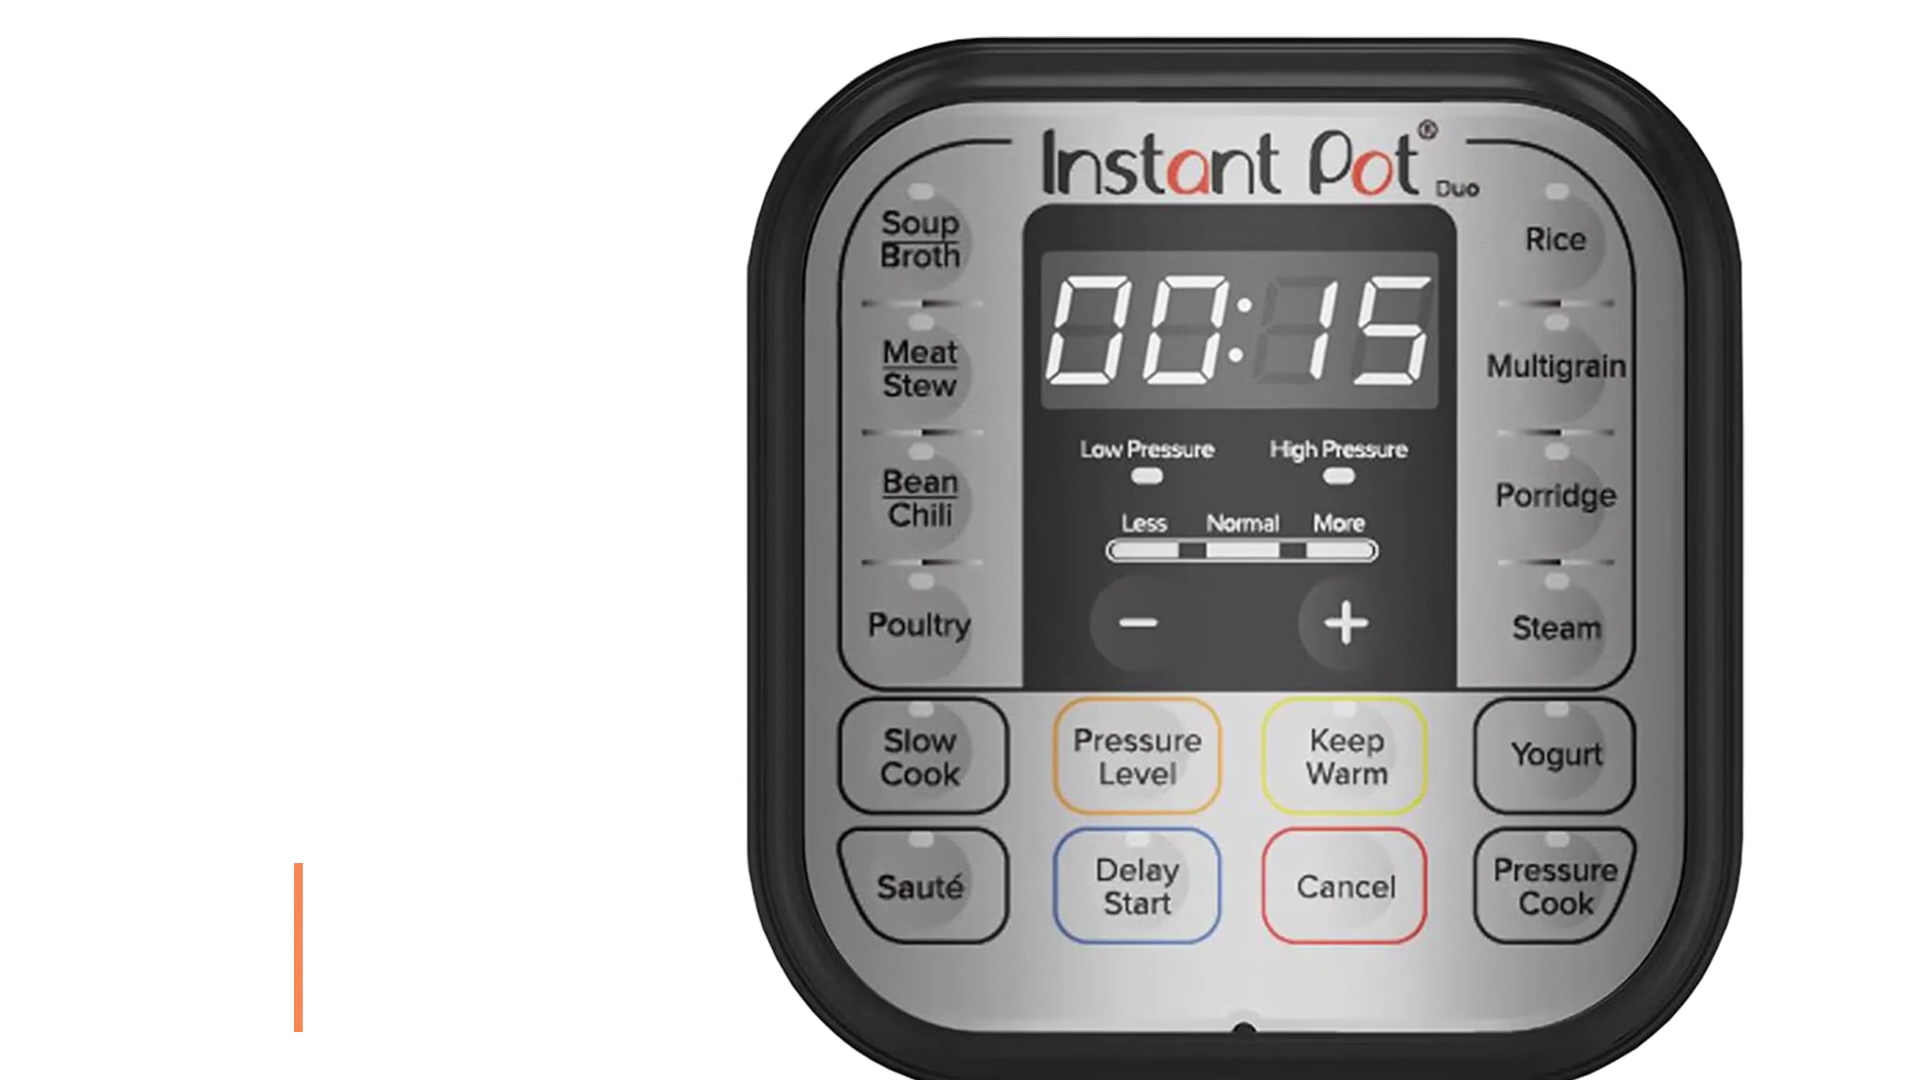 Instant Pot® Duo
Soup
Broth
Meat
Stew
Bean
Chili
Poultry
00:15
Low Pressure High Pressure
Less Normal More
− +
Rice
Multigrain
Porridge
Steam
Slow
Cook
Pressure
Level
Keep
Warm
Yogurt
Sauté
Delay
Start
Cancel
Pressure
Cook